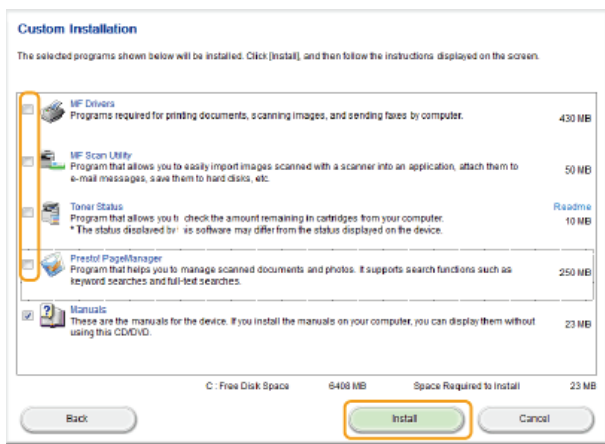 Custom Installation
The selected programs shown below will be installed. Click [Install], and then follow the instructions displayed on the screen.
MF Drivers
Programs required for printing documents, scanning images, and sending faxes by computer.
430 MB
MF Scan Utility
Program that allows you to easily import images scanned with a scanner into an application, attach them to
e-mail messages, save them to hard disks, etc.
50 MB
Toner Status
Readme
Program that allows you check the amount remaining in cartridges from your computer.
10 MB
* The status displayed software may differ from the status displayed on the device.
Presto! PageManager
Program that helps you to manage scanned documents and photos. It supports search functions such as
keyword searches and full-text searches.
250 MB
Manuals
These are the manuals for the device. If you install the manuals on your computer, you can display them without
using this CD/DVD.
23 MB
C : Free Disk Space 6408 MB Space Required to Install 23 MB
Back Install Cancel